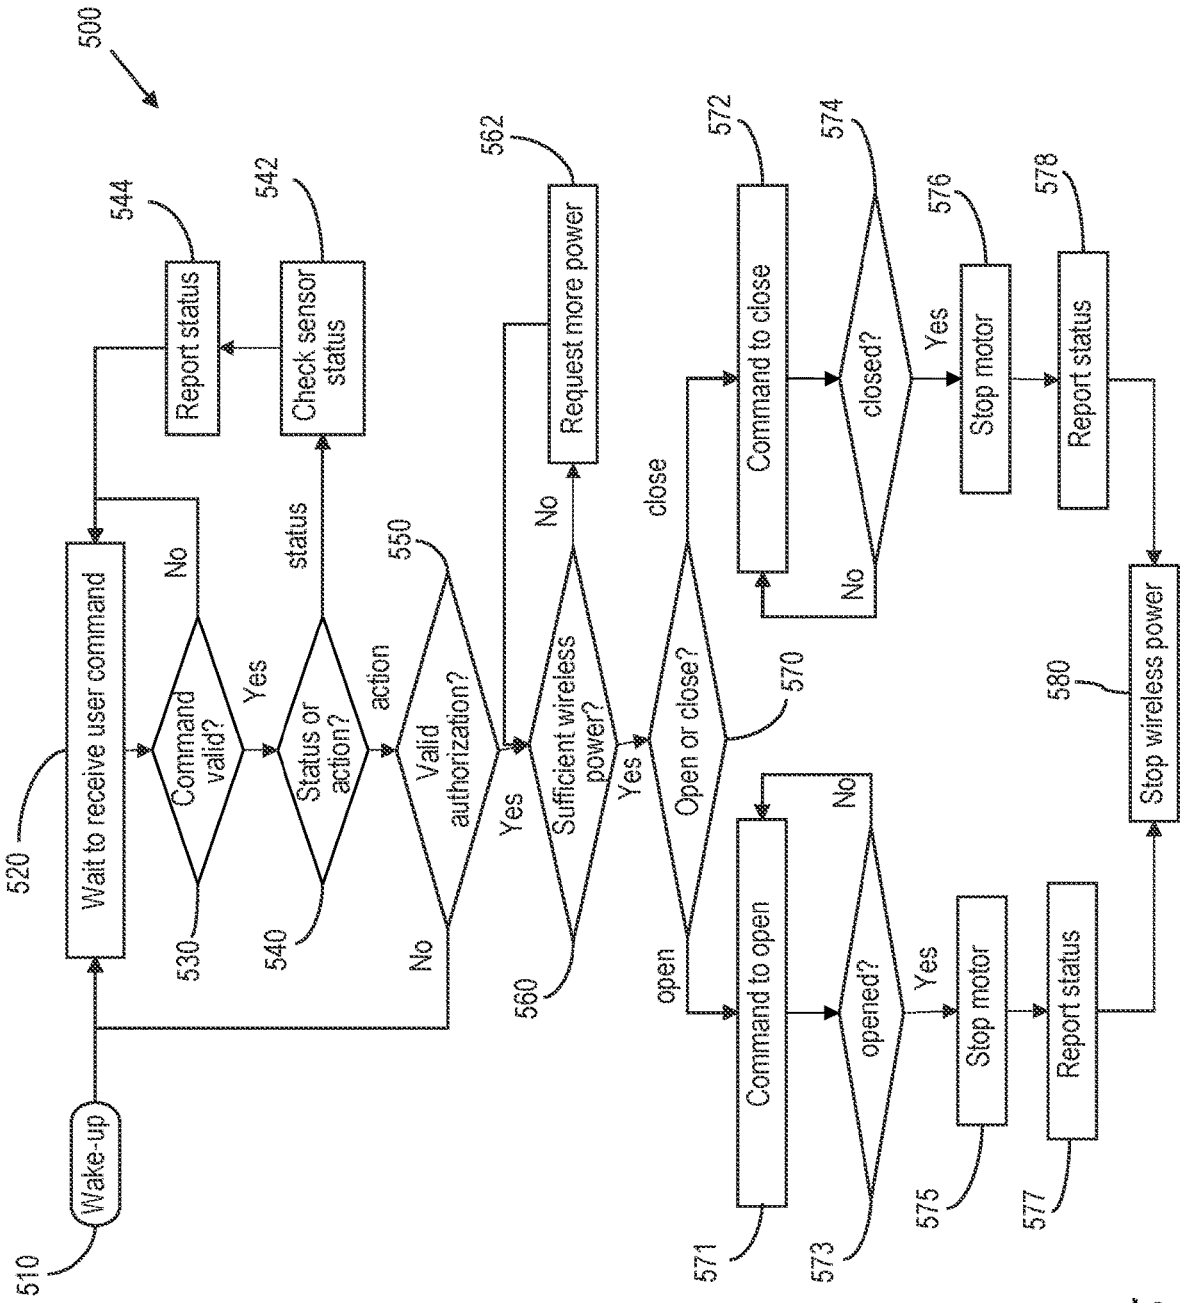 500
510
Wake-up
520
Wait to receive user command
530
Command
valid?
No
Yes
540
Status or
action?
status
542
Check sensor
status
544
Report status
action
550
Valid
authorization?
No
Yes
560
Sufficient wireless
power?
No
562
Request more power
Yes
570
Open or close?
open
close
571
Command to open
572
Command to close
573
opened?
No
574
closed?
No
Yes
Yes
575
Stop motor
576
Stop motor
577
Report status
578
Report status
580
Stop wireless power